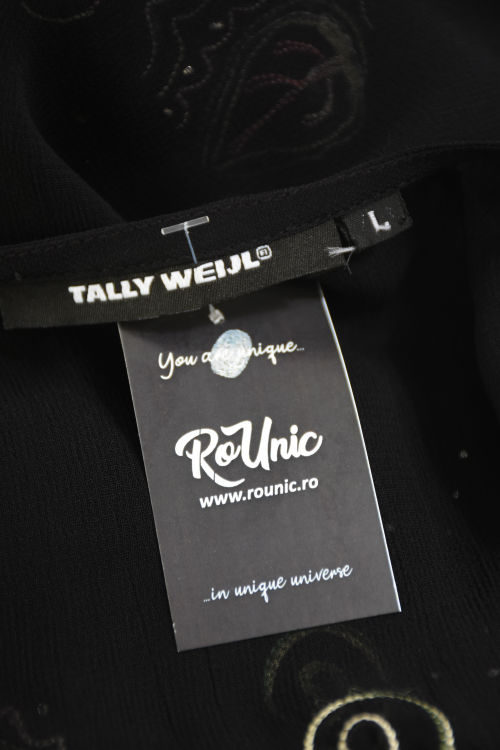 L
TALLY WEIJL®
You are unique...
RoUnic
www.rounic.ro
...in unique universe